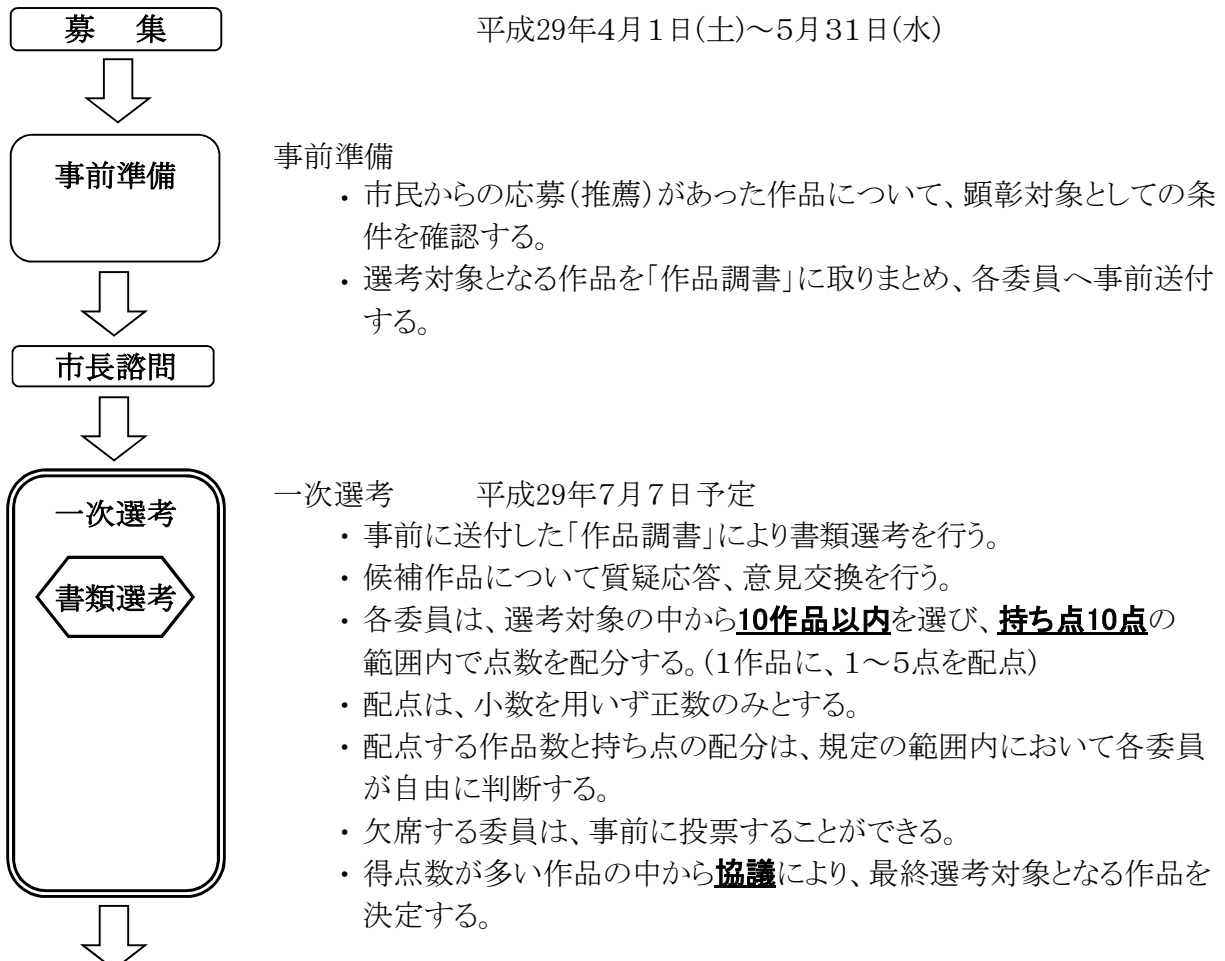 募　集　　　平成29年4月1日(土)～5月31日(水)
事前準備
事前準備
・市民からの応募(推薦)があった作品について、顕彰対象としての条
件を確認する。
・選考対象となる作品を「作品調書」に取りまとめ、各委員へ事前送付
する。
市長諮問
一次選考
書類選考
一次選考　　　平成29年7月7日予定
・事前に送付した「作品調書」により書類選考を行う。
・候補作品について質疑応答、意見交換を行う。
・各委員は、選考対象の中から10作品以内を選び、持ち点10点の
範囲内で点数を配分する。(1作品に、1～5点を配点)
・配点は、小数を用いず正数のみとする。
・配点する作品数と持ち点の配分は、規定の範囲内において各委員
が自由に判断する。
・欠席する委員は、事前に投票することができる。
・得点数が多い作品の中から協議により、最終選考対象となる作品を
決定する。